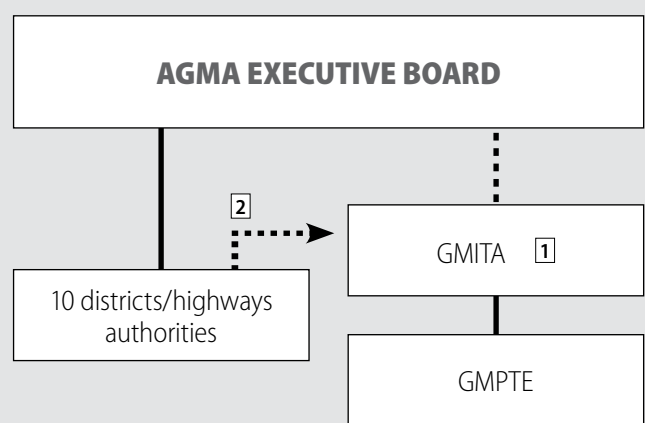 AGMA EXECUTIVE BOARD
2
GMITA 1
10 districts/highways
authorities
GMPTE